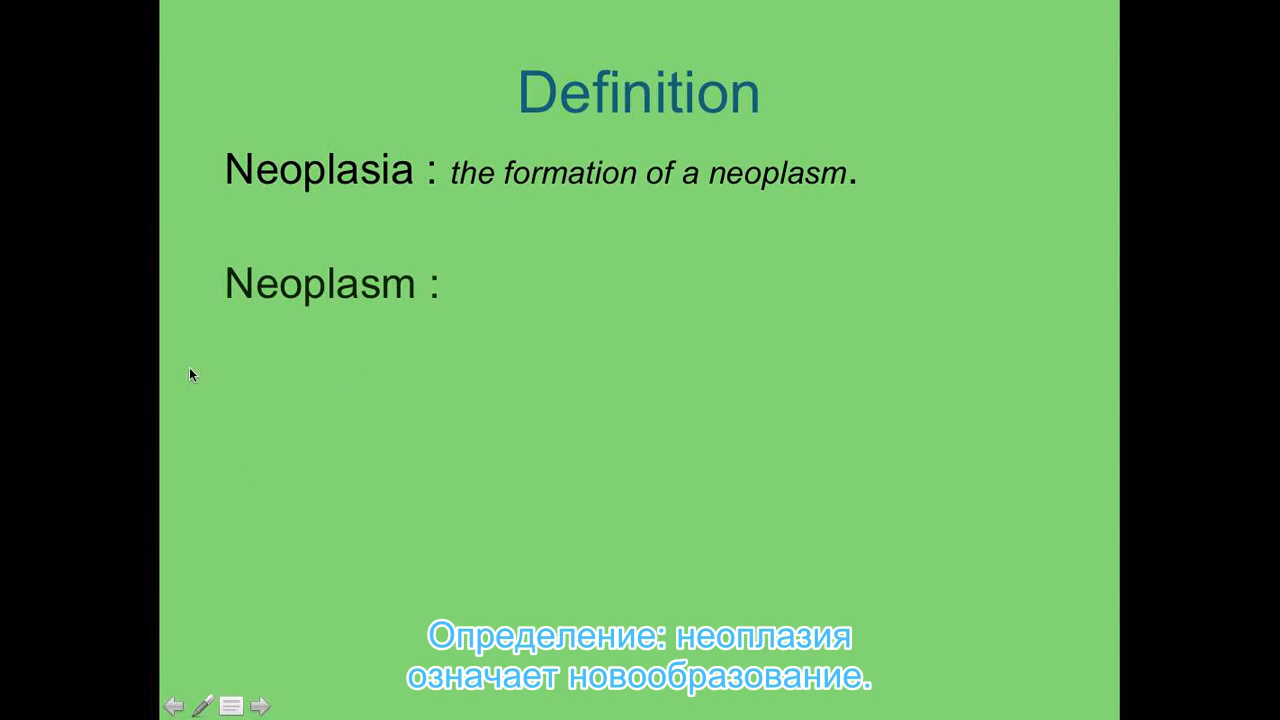 Definition
Neoplasia : the formation of a neoplasm.
Neoplasm :
Определение: неоплазия
означает новообразование.